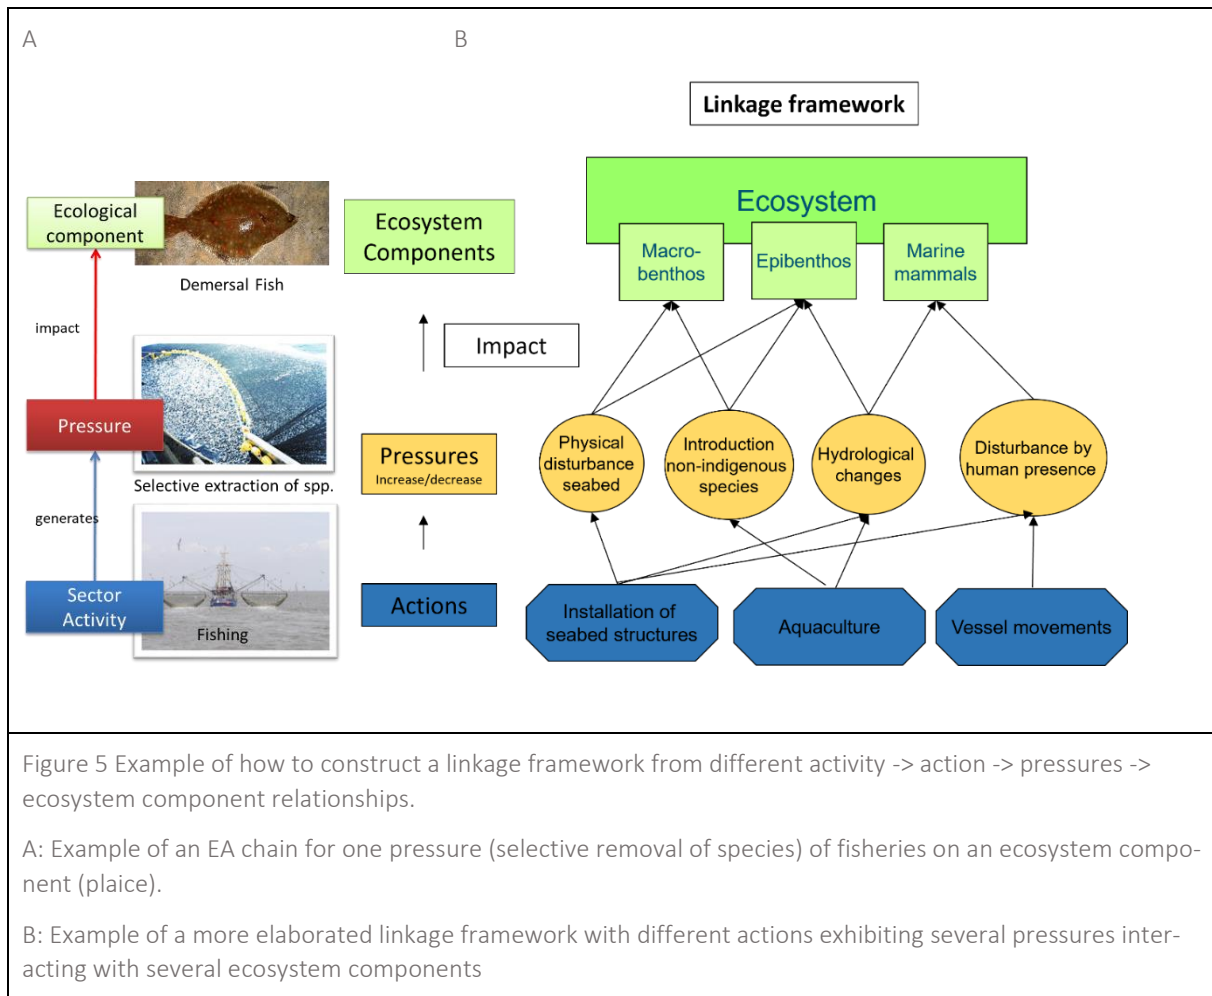 A
B
Linkage framework
Ecological
component
Demersal Fish
impact
Pressure
Selective extraction of spp.
generates
Sector
Activity
Fishing
Ecosystem
Components
Impact
Pressures
Increase/decrease
Actions
Ecosystem
Macro-
benthos
Epibenthos
Marine
mammals
Physical
disturbance
seabed
Introduction
non-indigenous
species
Hydrological
changes
Disturbance by
human presence
Installation of
seabed structures
Aquaculture
Vessel movements
Figure 5 Example of how to construct a linkage framework from different activity -> action -> pressures ->
ecosystem component relationships.
A: Example of an EA chain for one pressure (selective removal of species) of fisheries on an ecosystem compo-
nent (plaice).
B: Example of a more elaborated linkage framework with different actions exhibiting several pressures inter-
acting with several ecosystem components